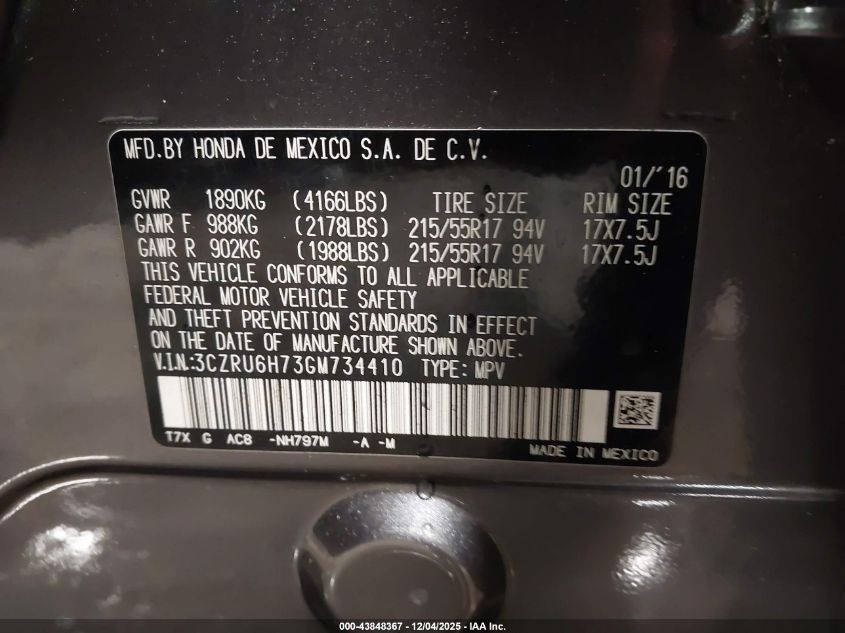 MFD.BY HONDA DE MEXICO S.A. DE C.V.
01/'16
GVWR 1890KG (4166LBS) TIRE SIZE RIM SIZE
GAWR F 988KG (2178LBS) 215/55R17 94V 17X7.5J
GAWR R 902KG (1988LBS) 215/55R17 94V 17X7.5J
THIS VEHICLE CONFORMS TO ALL APPLICABLE
FEDERAL MOTOR VEHICLE SAFETY
AND THEFT PREVENTION STANDARDS IN EFFECT
ON THE DATE OF MANUFACTURE SHOWN ABOVE.
V.I.N.:3CZRU6H73GM734410 TYPE: MPV
T7X G AC8 -NH797M -A -M
MADE IN MEXICO
000-43848367 - 12/04/2025 - IAA Inc.